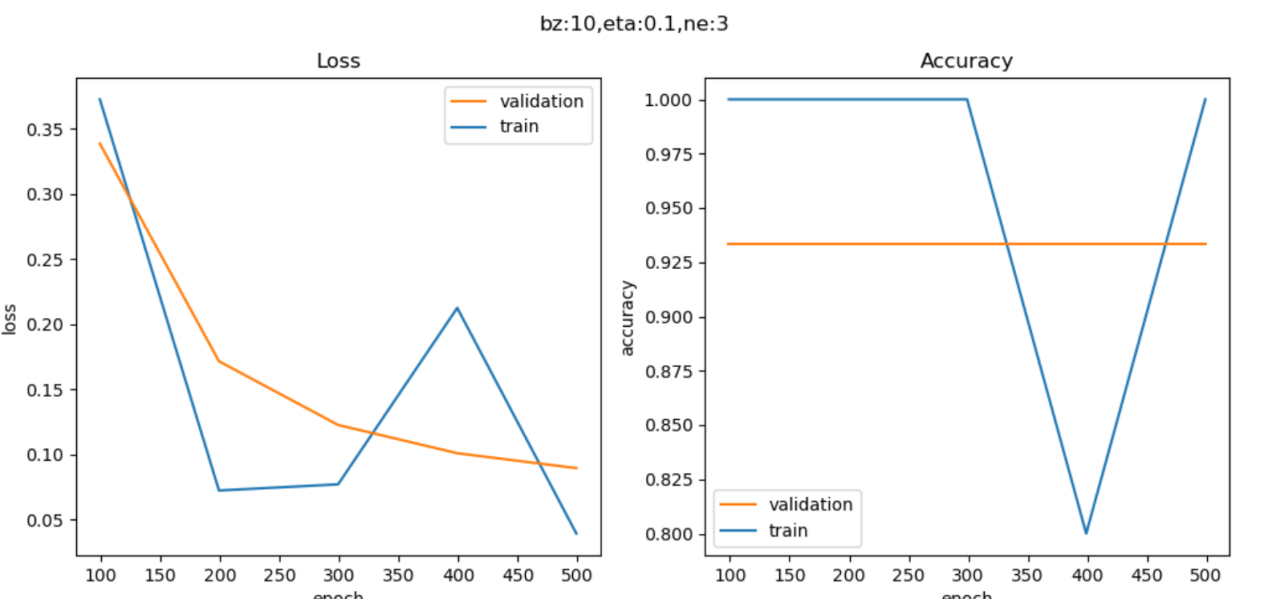 bz:10,eta:0.1,ne:3
Loss
validation
train
0.35
0.30
0.25
0.20
0.15
0.10
0.05
loss
100 150 200 250 300 350 400 450 500
epoch
Accuracy
1.000
0.975
0.950
0.925
0.900
0.875
0.850
0.825
0.800
accuracy
validation
train
100 150 200 250 300 350 400 450 500
epoch